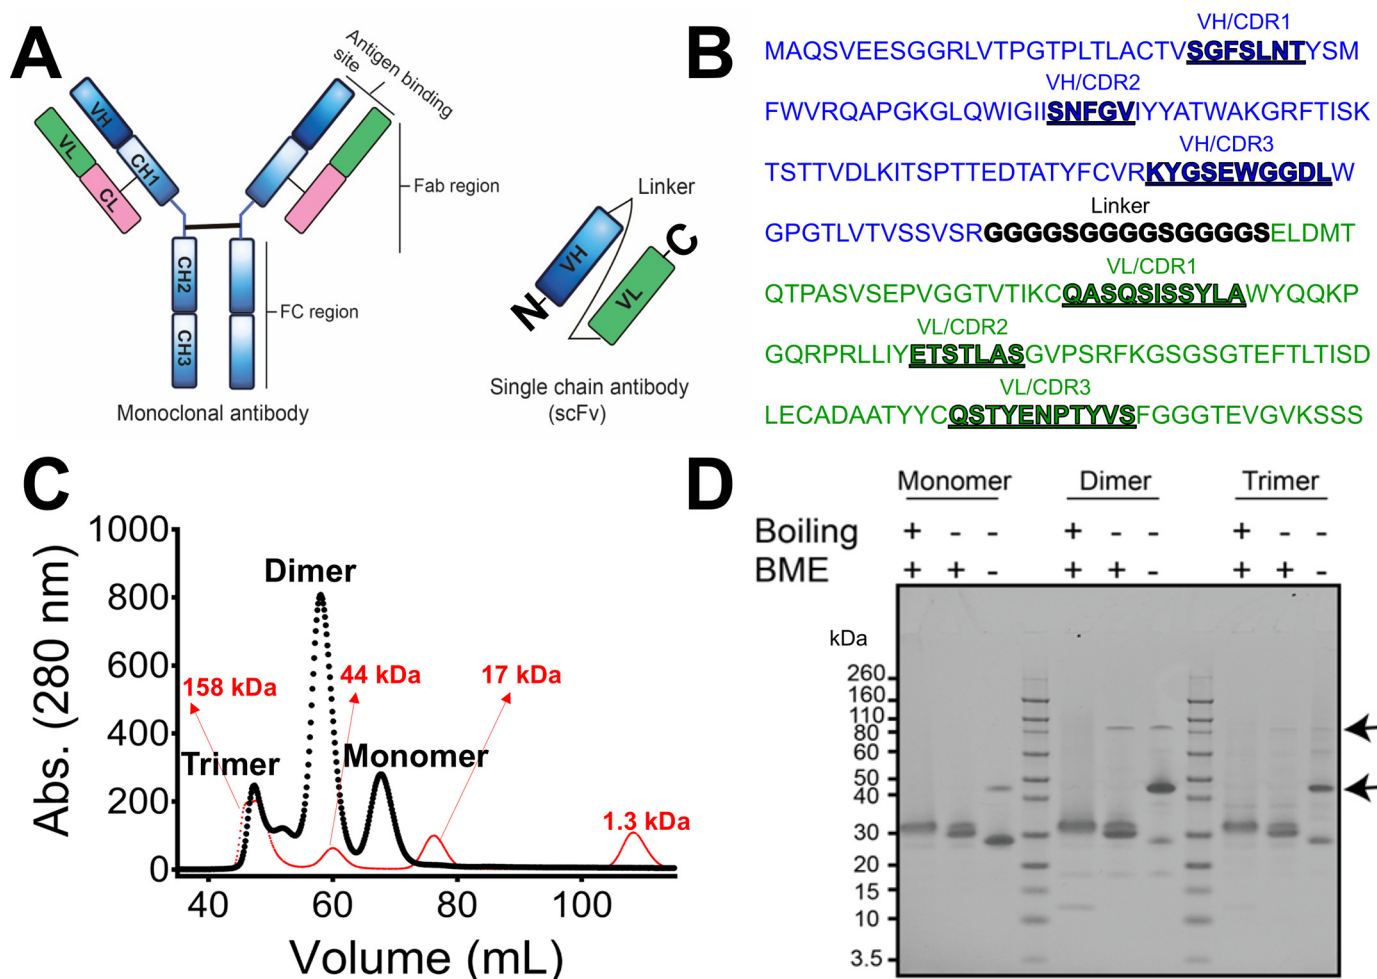 A
Antigen binding
site
VH
VL
CH1
CL
Fab region
CH2
CH3
FC region
Monoclonal antibody
Linker
VH
VL
N
C
Single chain antibody
(scFv)
B
VH/CDR1
MAQSVEESGGRLVTPGTPLTLACTVSGFSLNTYSM
VH/CDR2
FWVRQAPGKGLQWIGIISNFGVIYYATWAKGRFTISK
VH/CDR3
TSTTVDLKITSPTTEDTATYFCVRKYGSEWGGDLW
Linker
GPGTLVTVSSVSRGGGGSGGGGSGGGGSELDMT
VL/CDR1
QTPASVSEPVGGTVTIKCQASQSISSYLAWYQQKP
VL/CDR2
GQRPRLLIYETSTLASGVPSRFKGSGSGTEFTLTISD
VL/CDR3
LECADAATYYCQSTYENPTYVSFGGGTEVGVKSSS
C
Abs. (280 nm)
1000
800
600
400
200
0
Dimer
158 kDa
44 kDa
17 kDa
Trimer
Monomer
1.3 kDa
40
60
80
100
Volume (mL)
D
Monomer Dimer Trimer
Boiling + - - + - - + - -
BME + + - + + - + + -
kDa
260
160
110
80
60
50
40
30
20
15
10
3.5